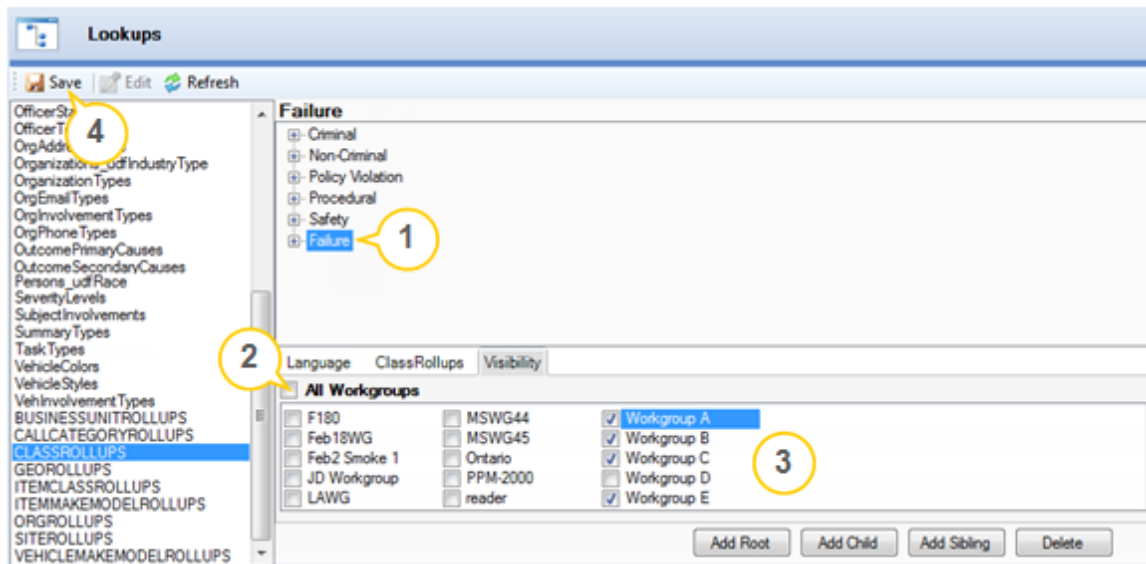 Lookups
Save Edit Refresh
OfficerSta
OfficerT
OrgAddr
Organizations_udfIndustryType
OrganizationTypes
OrgEmailTypes
OrgInvolvementTypes
OrgPhoneTypes
OutcomePrimaryCauses
OutcomeSecondaryCauses
Persons_udfRace
SeverityLevels
SubjectInvolvements
SummaryTypes
TaskTypes
VehicleColors
VehicleStyles
VehInvolvementTypes
BUSINESSUNITROLLUPS
CALLCATEGORYROLLUPS
CLASSROLLUPS
GEOROLLUPS
ITEMCLASSROLLUPS
ITEMMAKEMODELROLLUPS
ORGROLLUPS
SITEROLLUPS
VEHICLEMAKEMODELROLLUPS
4
Failure
Criminal
Non-Criminal
Policy Violation
Procedural
Safety
Failure
1
2
Language ClassRollups Visibility
All Workgroups
F180 MSWG44 Workgroup A
Feb18WG MSWG45 Workgroup B
Feb2 Smoke 1 Ontario Workgroup C
JD Workgroup PPM-2000 Workgroup D
LAWG reader Workgroup E
3
Add Root Add Child Add Sibling Delete